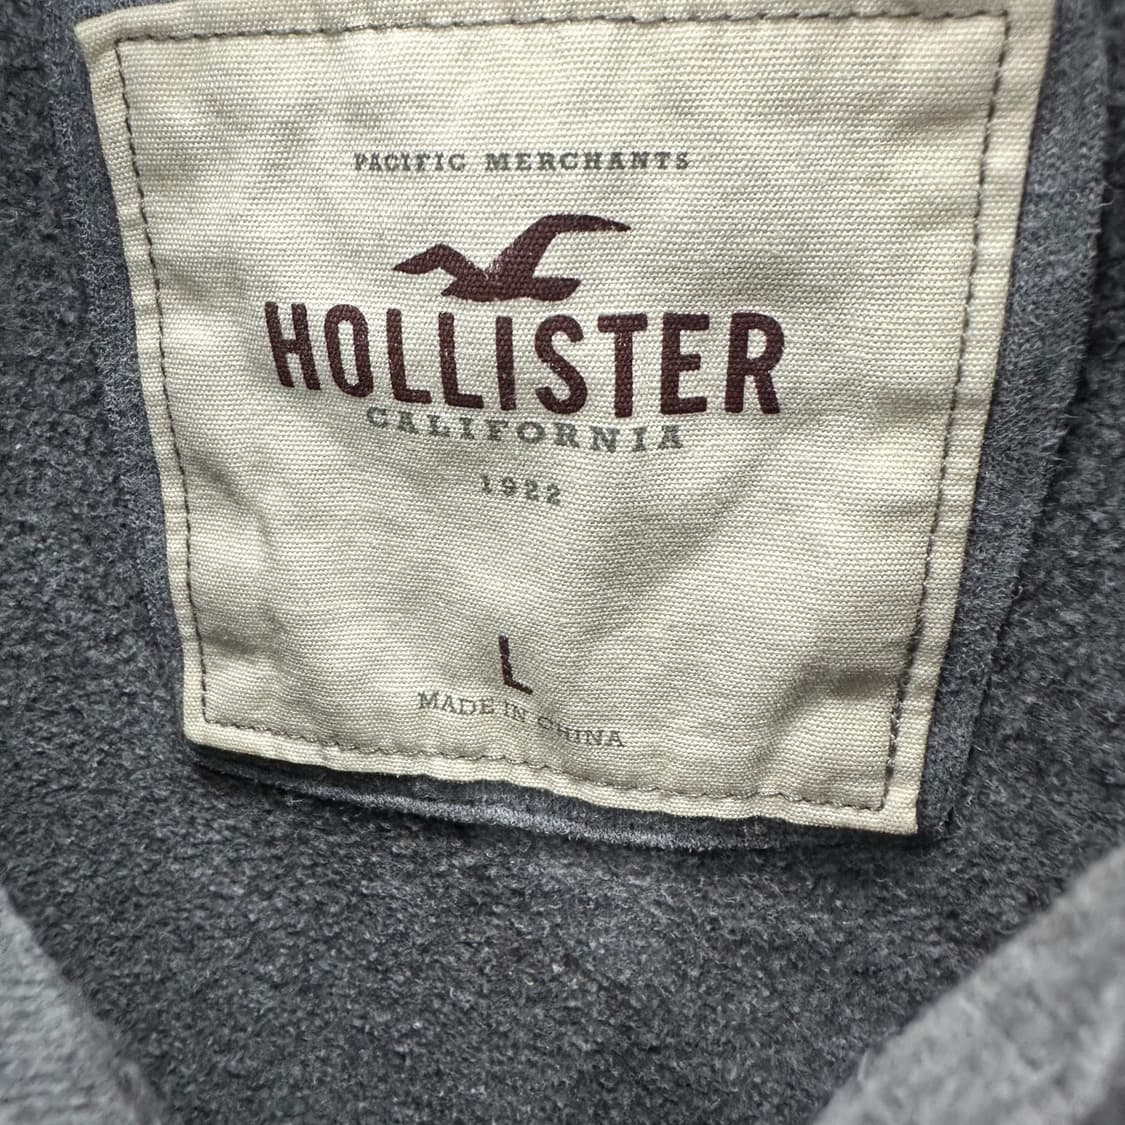 PACIFIC MERCHANTS
HOLLISTER
CALIFORNIA
1922
L
MADE IN CHINA